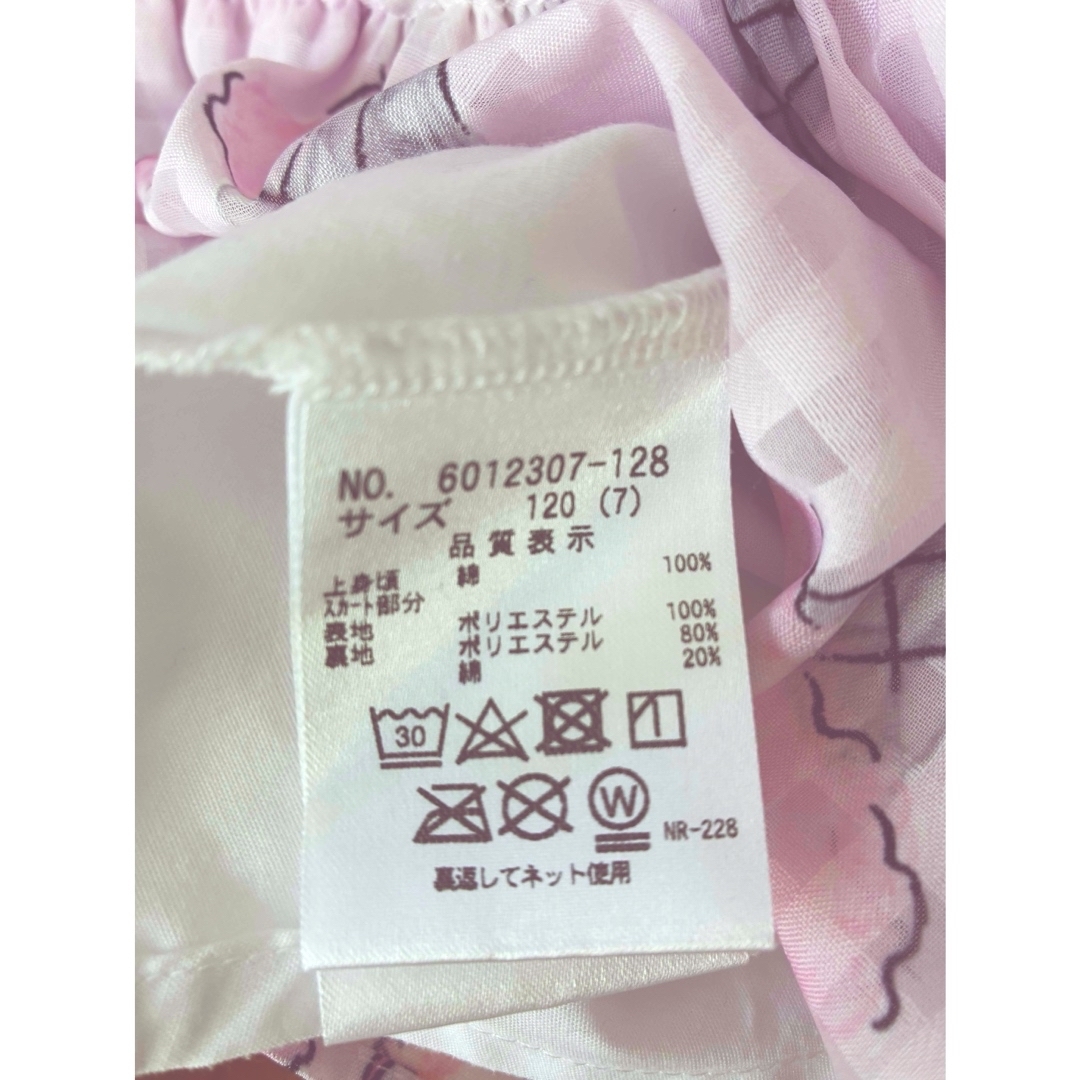 NO. 6012307-128
サイズ 120 (7)
品質表示
上身頃 綿 100%
スカート部分
表地 ポリエステル 100%
裏地 ポリエステル 80%
綿 20%
30
W
NR-228
裏返してネット使用